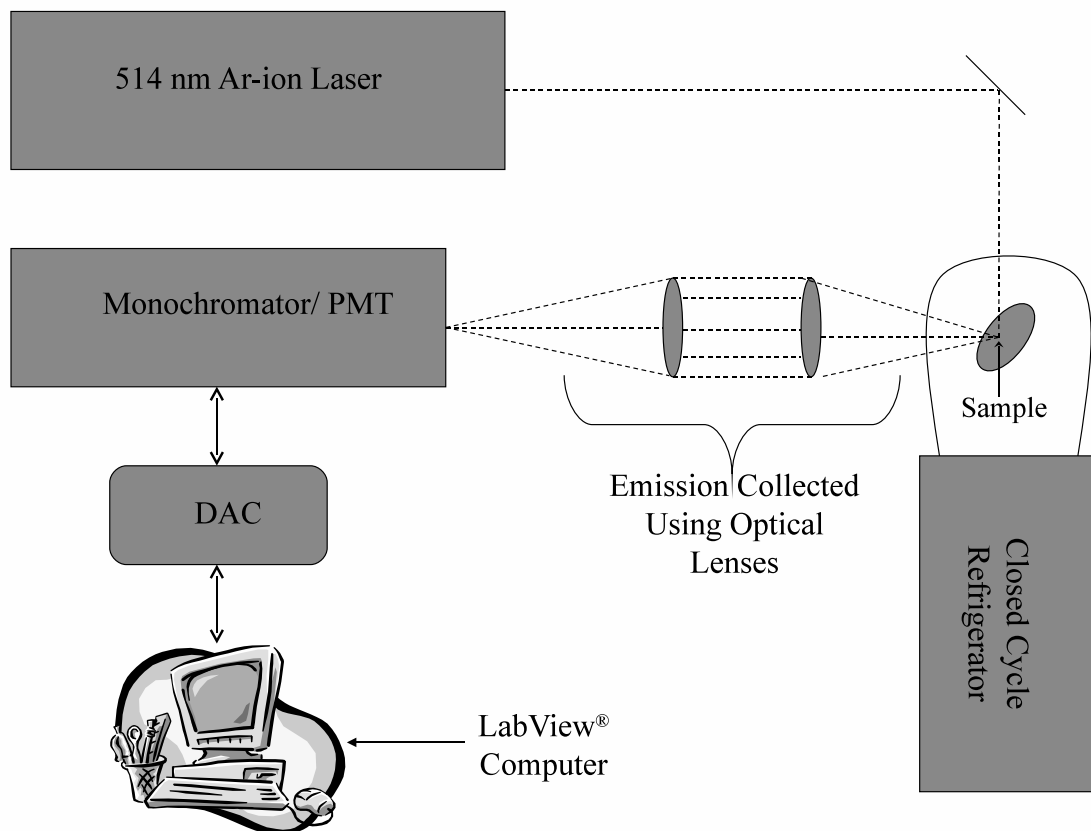 514 nm Ar-ion Laser
Monochromator/ PMT
Sample
Emission Collected
Using Optical
Lenses
DAC
Closed Cycle
Refrigerator
LabView®
Computer